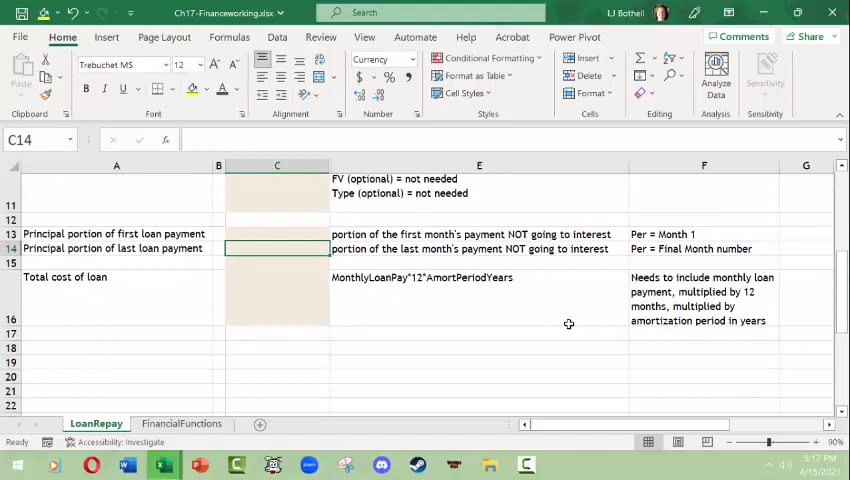 Ch17-Financeworking.xlsx
Search
LJ Bothell
File Home Insert Page Layout Formulas Data Review View Automate Help Acrobat Power Pivot Comments Share
Paste
Trebuchet MS 12
B I U
Currency
$ % 9
Conditional Formatting
Format as Table
Cell Styles
Insert
Delete
Format
Analyze
Data
Sensitivity
Clipboard Font Alignment Number Styles Cells Editing Analysis Sensitivity
C14 fx
A B C E F G
FV (optional) = not needed
Type (optional) = not needed
11
12
13 Principal portion of first loan payment portion of the first month's payment NOT going to interest Per = Month 1
14 Principal portion of last loan payment portion of the last month's payment NOT going to interest Per = Final Month number
15
Total cost of loan MonthlyLoanPay*12*AmortPeriodYears Needs to include monthly loan
payment, multiplied by 12
months, multiplied by
16 amortization period in years
17
18
19
20
21
22
LoanRepay FinancialFunctions
Ready Accessibility: Investigate 90%
5:17 PM
4/15/2023